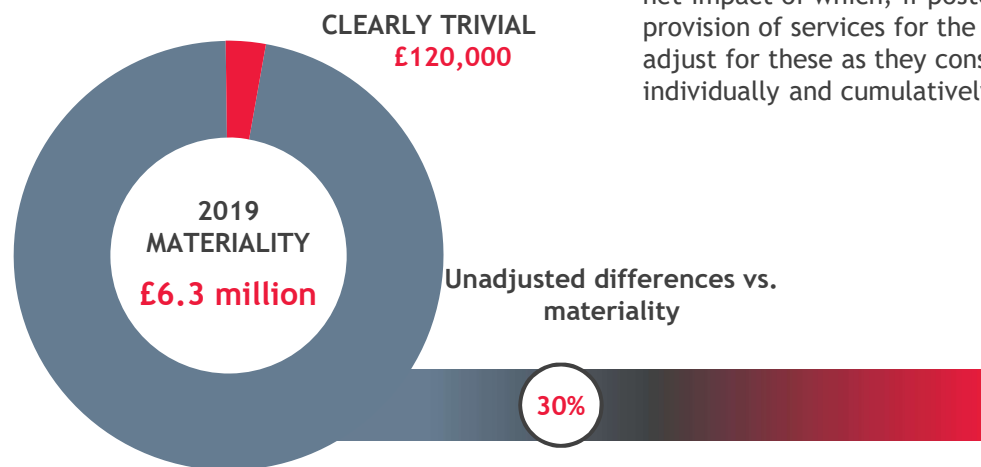 CLEARLY TRIVIAL
£120,000
provision of services for the
adjust for these as they cons
individually and cumulatively
2019
MATERIALITY
£6.3 million
Unadjusted differences vs.
materiality
30%